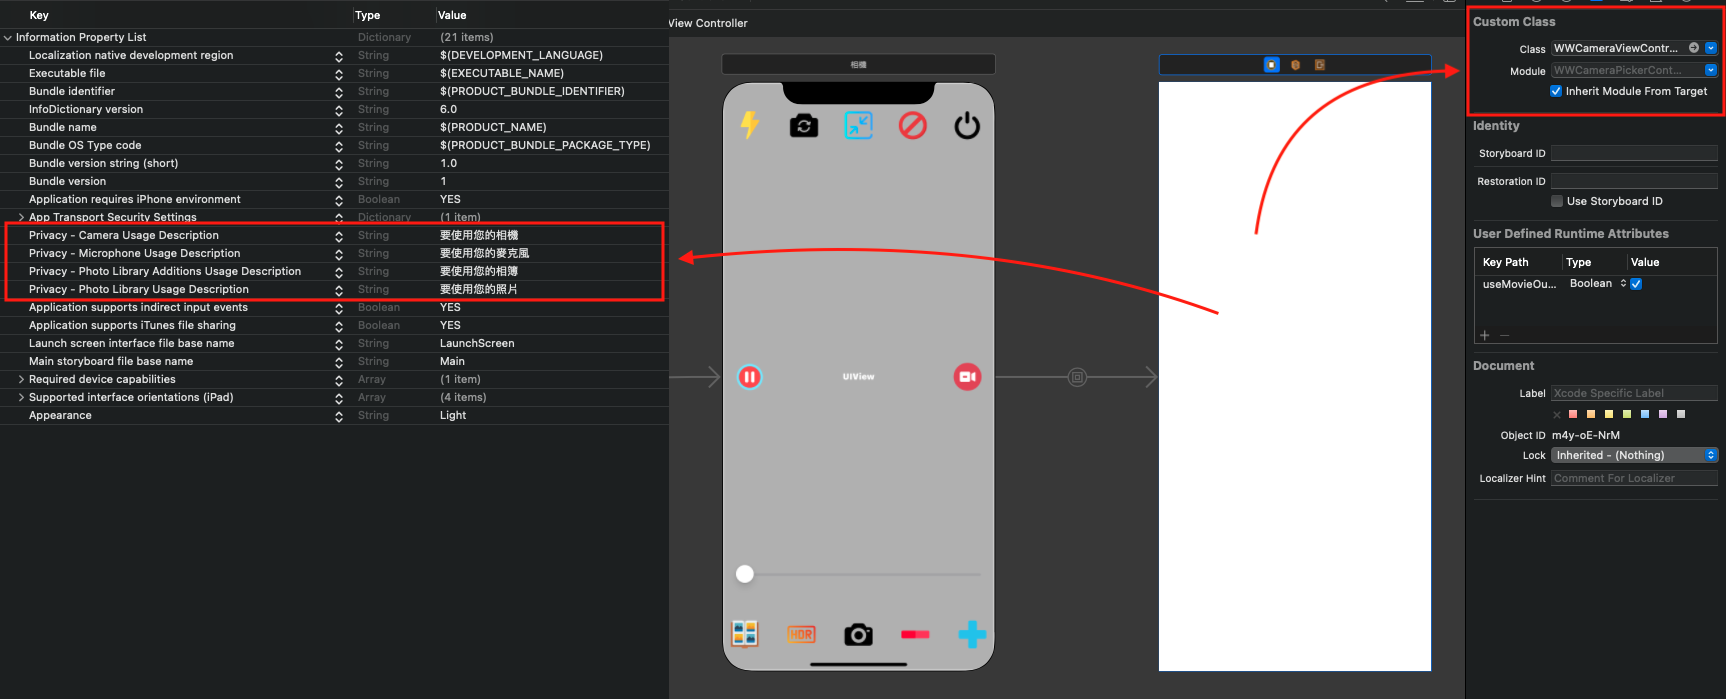 Key Type Value
Information Property List Dictionary (21 items)
Localization native development region String $(DEVELOPMENT_LANGUAGE)
Executable file String $(EXECUTABLE_NAME)
Bundle identifier String $(PRODUCT_BUNDLE_IDENTIFIER)
InfoDictionary version String 6.0
Bundle name String $(PRODUCT_NAME)
Bundle OS Type code String $(PRODUCT_BUNDLE_PACKAGE_TYPE)
Bundle version string (short) String 1.0
Bundle version String 1
Application requires iPhone environment Boolean YES
App Transport Security Settings Dictionary (1 item)
Privacy - Camera Usage Description String 要使用您的相機
Privacy - Microphone Usage Description String 要使用您的麥克風
Privacy - Photo Library Additions Usage Description String 要使用您的相簿
Privacy - Photo Library Usage Description String 要使用您的照片
Application supports indirect input events Boolean YES
Application supports iTunes file sharing Boolean YES
Launch screen interface file base name String LaunchScreen
Main storyboard file base name String Main
Required device capabilities Array (1 item)
Supported interface orientations (iPad) Array (4 items)
Appearance String Light
View Controller
相機
UIView
HDR
Custom Class
Class WWCameraViewContr...
Module WWCameraPickerCont...
Inherit Module From Target
Identity
Storyboard ID
Restoration ID
Use Storyboard ID
User Defined Runtime Attributes
Key Path Type Value
useMovieOu... Boolean
Document
Label Xcode Specific Label
Object ID m4y-oE-NrM
Lock Inherited - (Nothing)
Localizer Hint Comment For Localizer